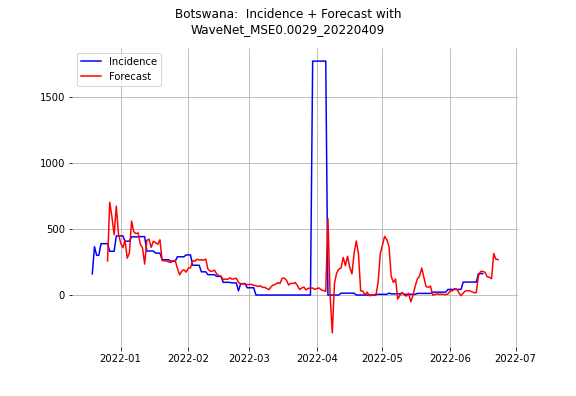 Botswana:  Incidence + Forecast with
WaveNet_MSE0.0029_20220409
Incidence
Forecast
1500
1000
500
0
2022-01
2022-02
2022-03
2022-04
2022-05
2022-06
2022-07